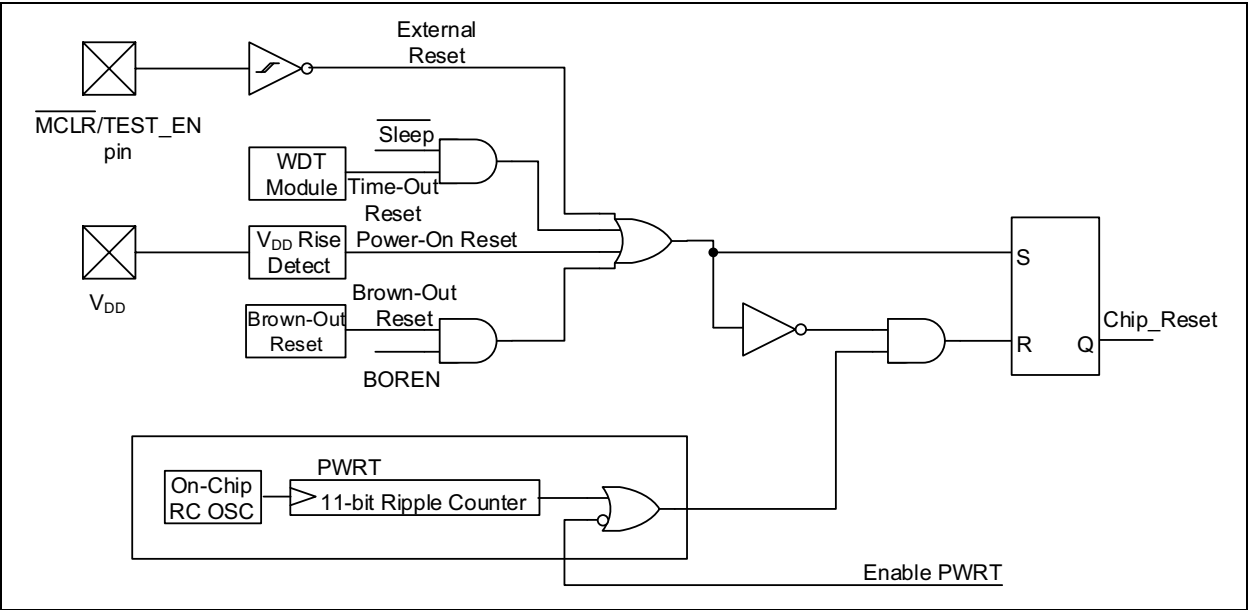 External
Reset
MCLR/TEST_EN
pin
Sleep
WDT
Module
Time-Out
Reset
VDD Rise
Detect
Power-On Reset
VDD
Brown-Out
Reset
Brown-Out
Reset
BOREN
S
R
Q
Chip_Reset
PWRT
On-Chip
RC OSC
11-bit Ripple Counter
Enable PWRT